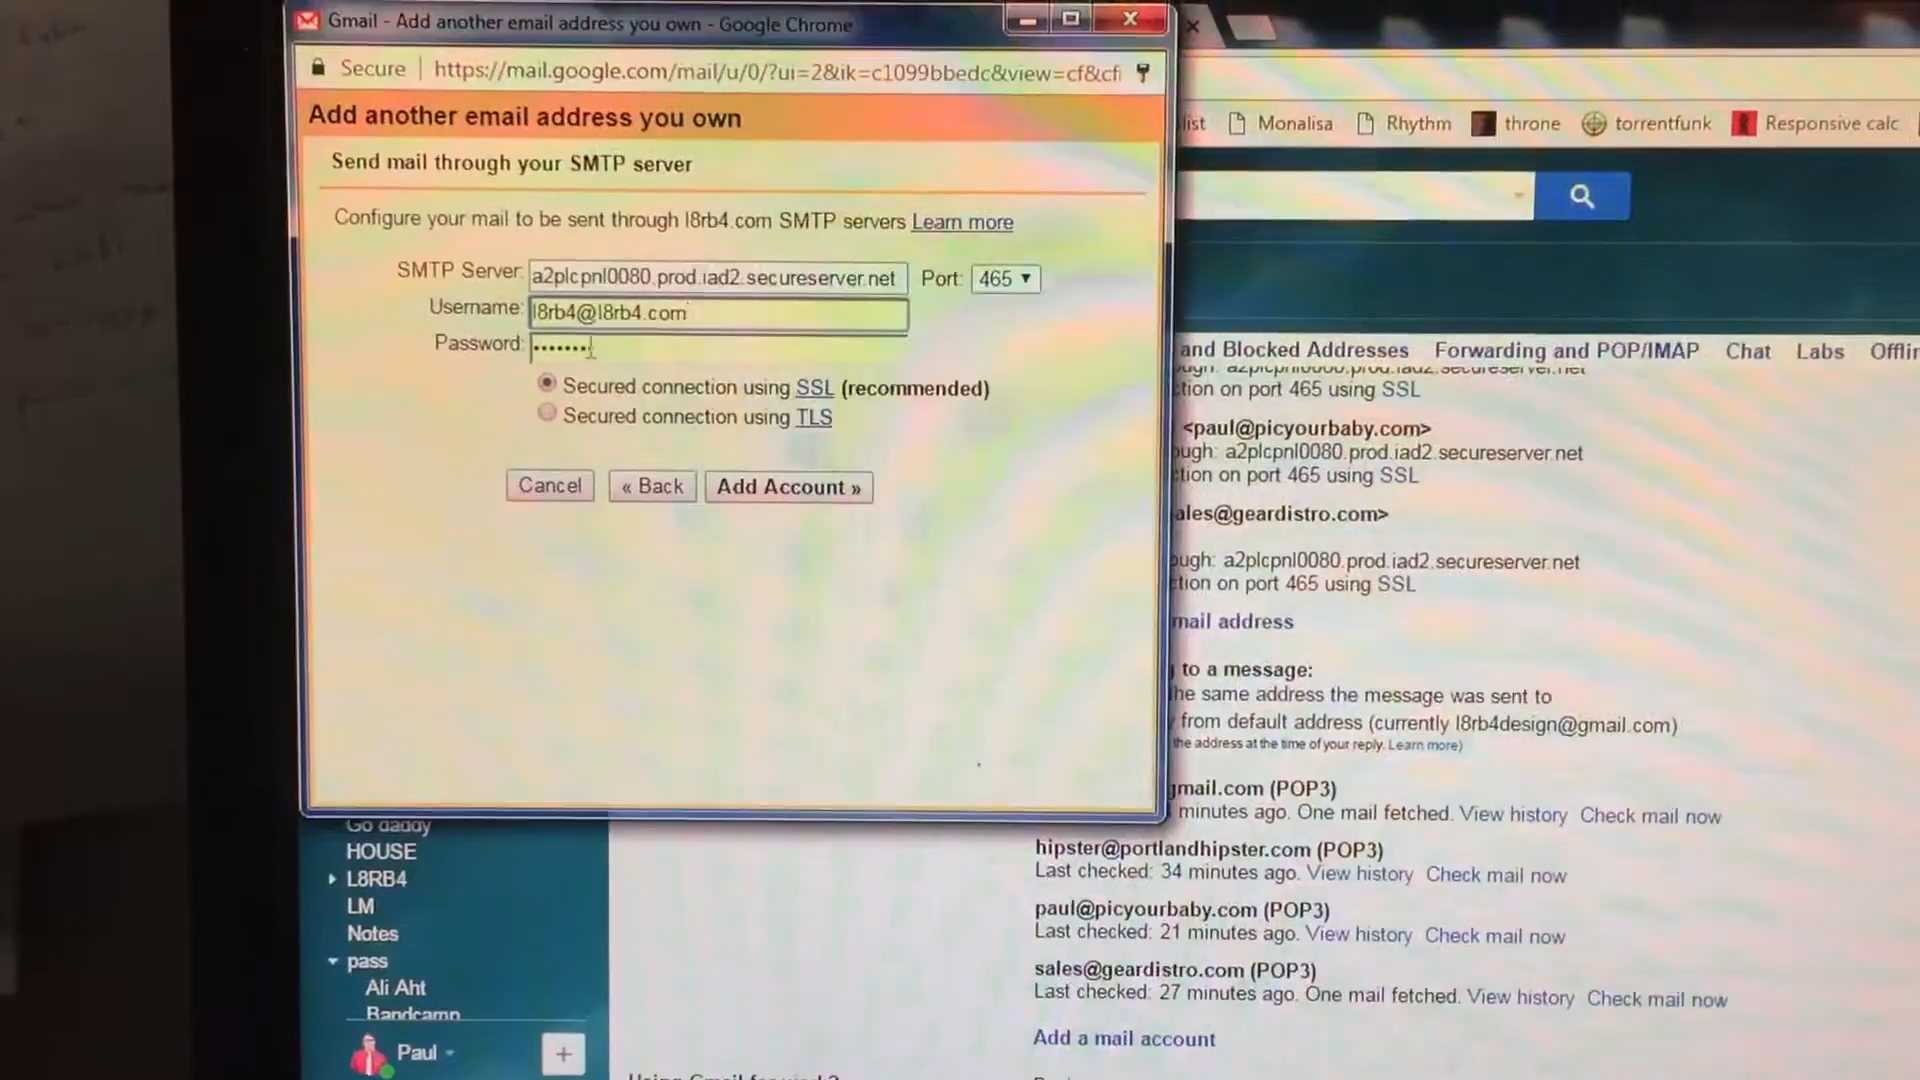 Gmail - Add another email address you own - Google Chrome
Secure | https://mail.google.com/mail/u/0/?ui=2&ik=c1099bbedc&view=cf&cfi
Add another email address you own
Send mail through your SMTP server
Configure your mail to be sent through l8rb4.com SMTP servers Learn more
SMTP Server: a2plcpnl0080.prod.iad2.secureserver.net Port: 465
Username: l8rb4@l8rb4.com
Password: •••••••
Secured connection using SSL (recommended)
Secured connection using TLS
Cancel « Back Add Account »
list Monalisa Rhythm throne torrentfunk Responsive calc
and Blocked Addresses Forwarding and POP/IMAP Chat Labs Offlin
ough: a2plcpnl0080.prod.iad2.secureserver.net
ction on port 465 using SSL
<paul@picyourbaby.com>
ough: a2plcpnl0080.prod.iad2.secureserver.net
ction on port 465 using SSL
ales@geardistro.com>
ough: a2plcpnl0080.prod.iad2.secureserver.net
ction on port 465 using SSL
mail address
to a message:
he same address the message was sent to
from default address (currently l8rb4design@gmail.com)
the address at the time of your reply. Learn more)
gmail.com (POP3)
minutes ago. One mail fetched. View history Check mail now
hipster@portlandhipster.com (POP3)
Last checked: 34 minutes ago. View history Check mail now
paul@picyourbaby.com (POP3)
Last checked: 21 minutes ago. View history Check mail now
sales@geardistro.com (POP3)
Last checked: 27 minutes ago. One mail fetched. View history Check mail now
Add a mail account
Go daddy
HOUSE
L8RB4
LM
Notes
pass
Ali Aht
Bandcamp
Paul